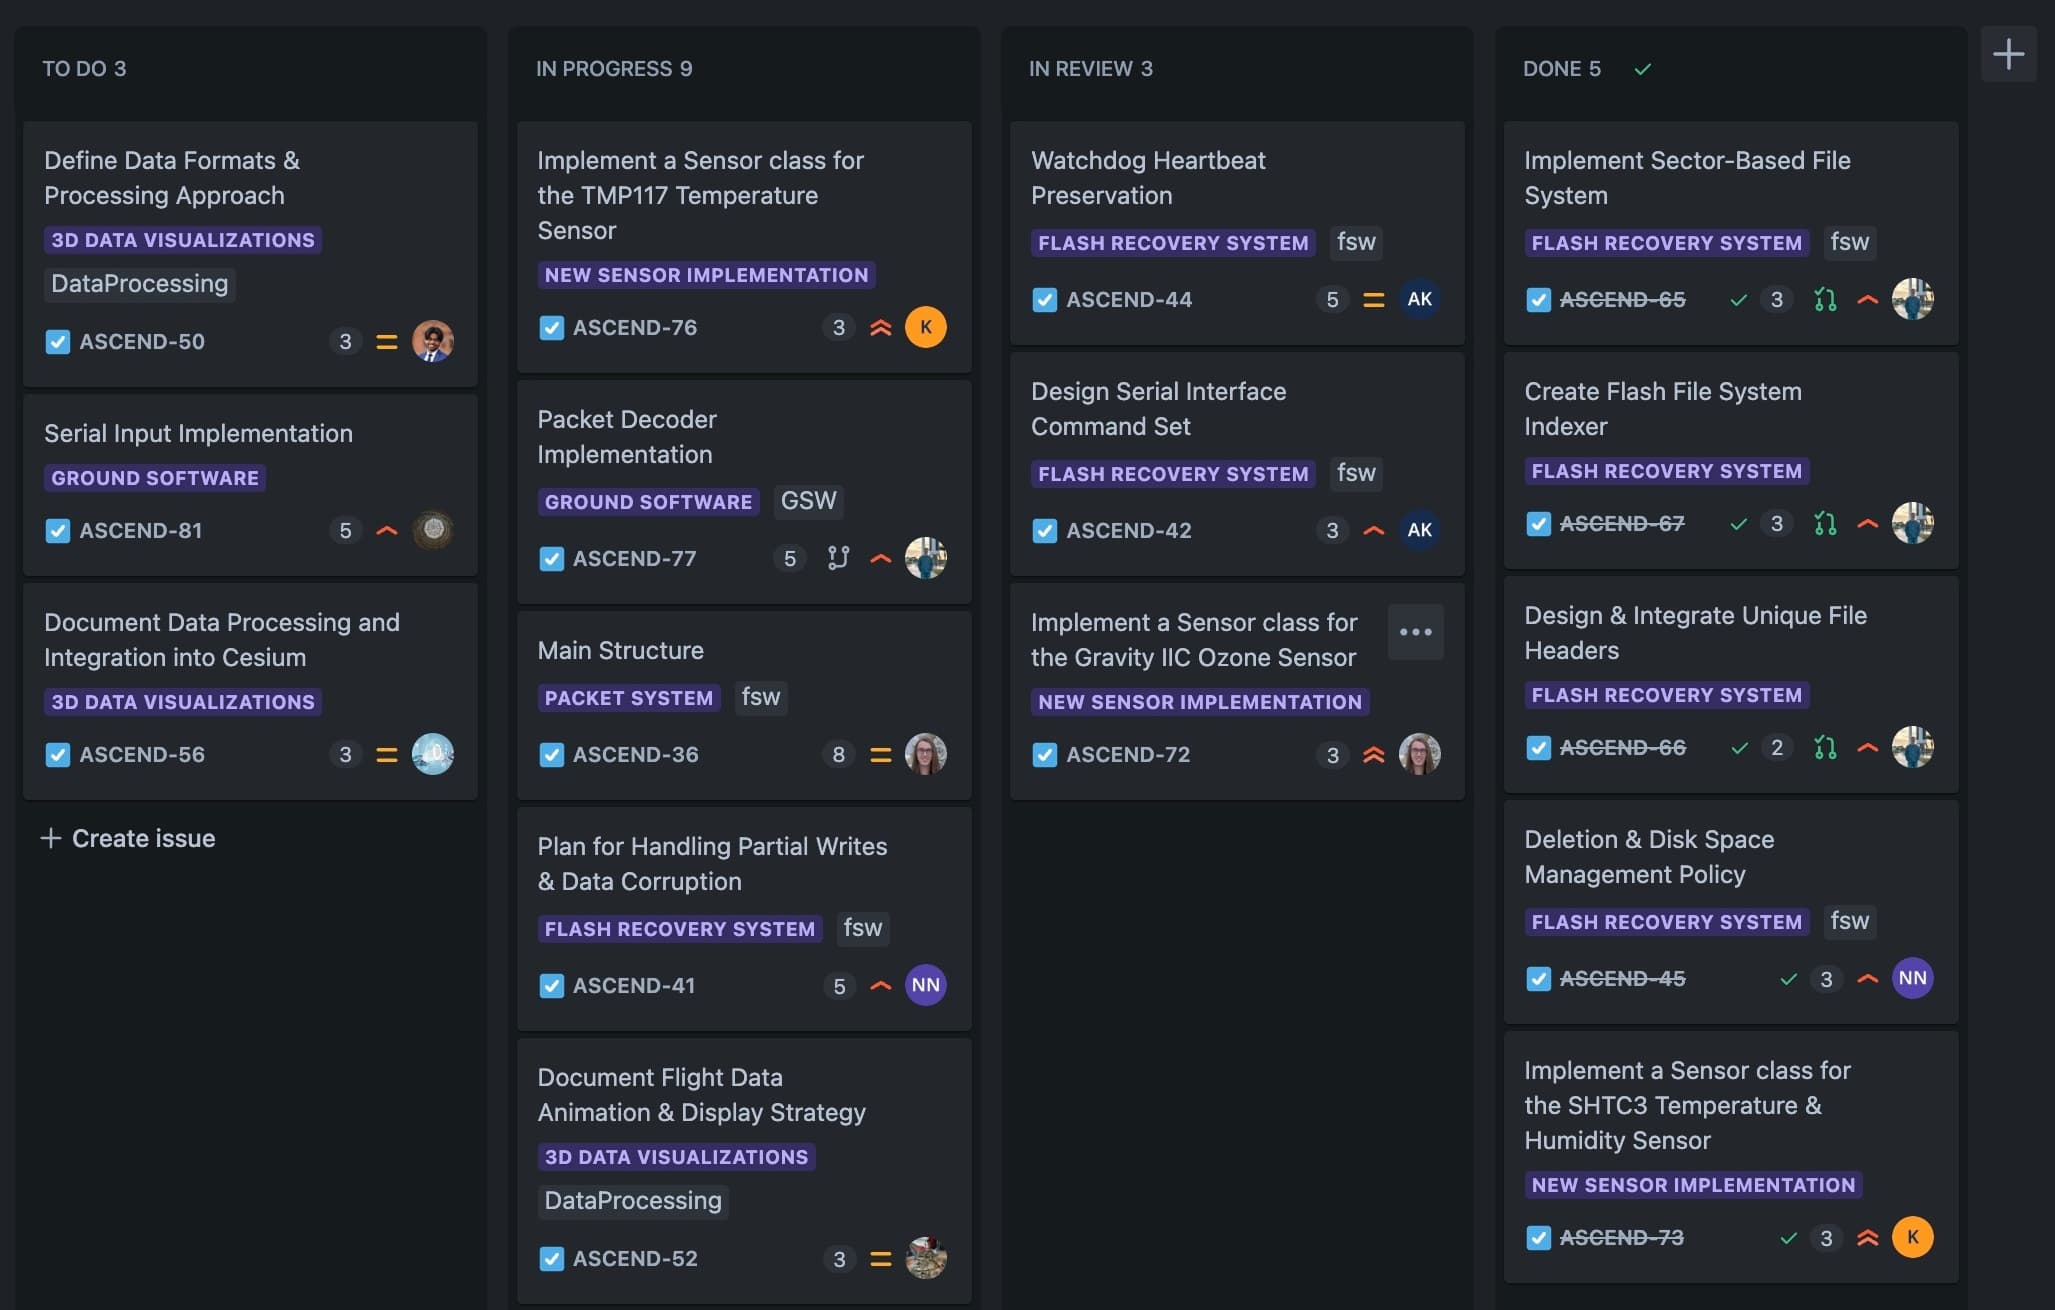 TO DO 3
Define Data Formats &
Processing Approach
3D DATA VISUALIZATIONS
DataProcessing
ASCEND-50 3
Serial Input Implementation
GROUND SOFTWARE
ASCEND-81 5
Document Data Processing and
Integration into Cesium
3D DATA VISUALIZATIONS
ASCEND-56 3
Create issue
IN PROGRESS 9
Implement a Sensor class for
the TMP117 Temperature
Sensor
NEW SENSOR IMPLEMENTATION
ASCEND-76 3 K
Packet Decoder
Implementation
GROUND SOFTWARE GSW
ASCEND-77 5
Main Structure
PACKET SYSTEM fsw
ASCEND-36 8
Plan for Handling Partial Writes
& Data Corruption
FLASH RECOVERY SYSTEM fsw
ASCEND-41 5 NN
Document Flight Data
Animation & Display Strategy
3D DATA VISUALIZATIONS
DataProcessing
ASCEND-52 3
IN REVIEW 3
Watchdog Heartbeat
Preservation
FLASH RECOVERY SYSTEM fsw
ASCEND-44 5 AK
Design Serial Interface
Command Set
FLASH RECOVERY SYSTEM fsw
ASCEND-42 3 AK
Implement a Sensor class for
the Gravity IIC Ozone Sensor
NEW SENSOR IMPLEMENTATION
ASCEND-72 3
DONE 5
Implement Sector-Based File
System
FLASH RECOVERY SYSTEM fsw
ASCEND-65 3
Create Flash File System
Indexer
FLASH RECOVERY SYSTEM
ASCEND-67 3
Design & Integrate Unique File
Headers
FLASH RECOVERY SYSTEM
ASCEND-66 2
Deletion & Disk Space
Management Policy
FLASH RECOVERY SYSTEM fsw
ASCEND-45 3 NN
Implement a Sensor class for
the SHTC3 Temperature &
Humidity Sensor
NEW SENSOR IMPLEMENTATION
ASCEND-73 3 K